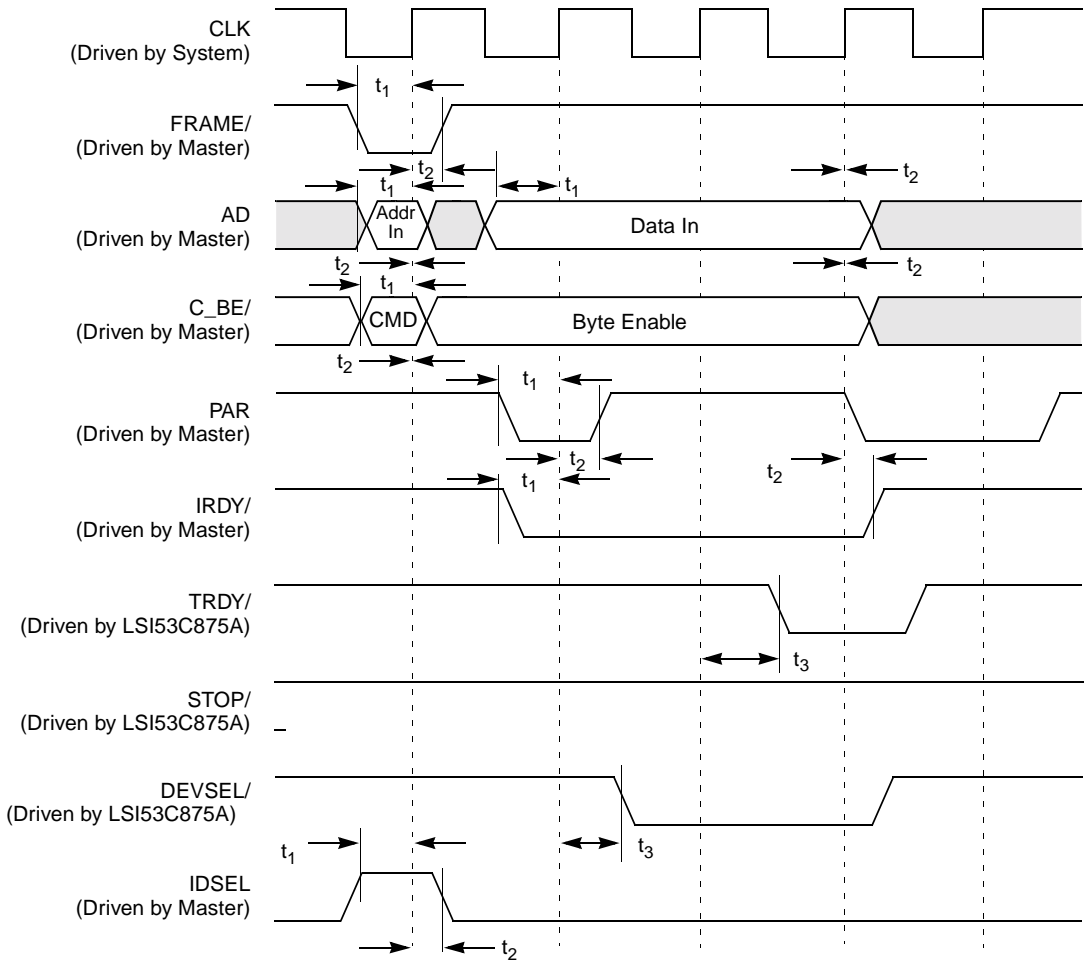 CLK
(Driven by System)
t1
FRAME/
(Driven by Master)
t2
t2
t1
t1
AD
(Driven by Master)
Addr
In
Data In
t2
t2
t1
C_BE/
(Driven by Master)
CMD
Byte Enable
t2
t1
PAR
(Driven by Master)
t2
t2
t1
IRDY/
(Driven by Master)
TRDY/
(Driven by LSI53C875A)
t3
STOP/
(Driven by LSI53C875A)
DEVSEL/
(Driven by LSI53C875A)
t1
t3
IDSEL
(Driven by Master)
t2